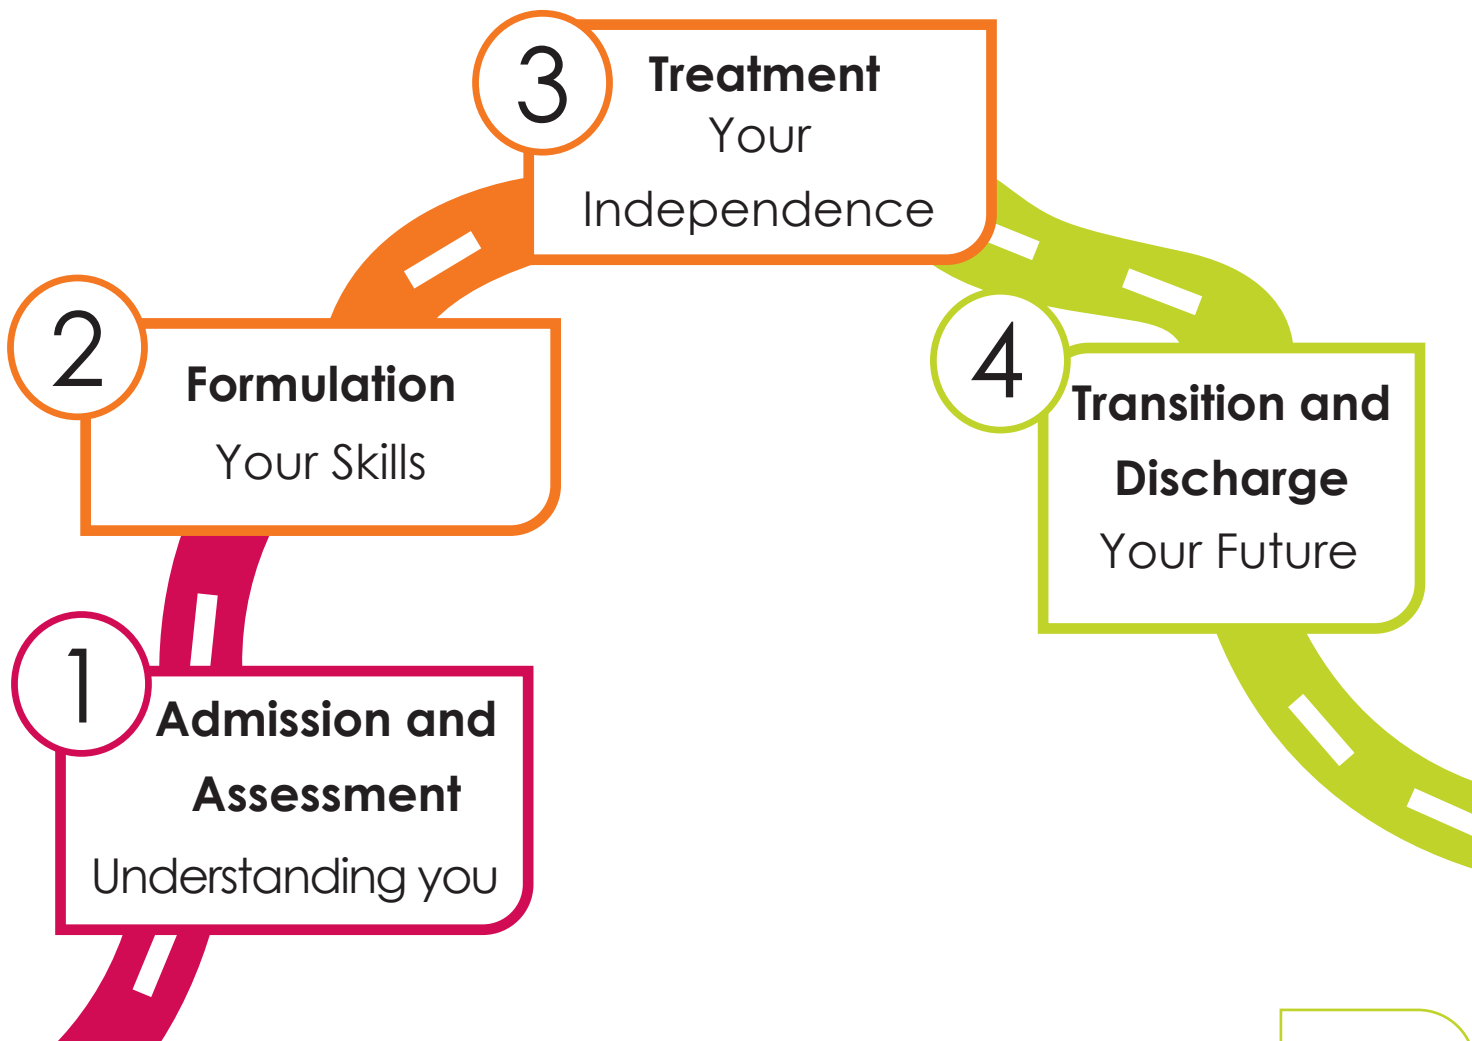 1
Admission and
Assessment
Understanding you
2
Formulation
Your Skills
3
Treatment
Your
Independence
4
Transition and
Discharge
Your Future